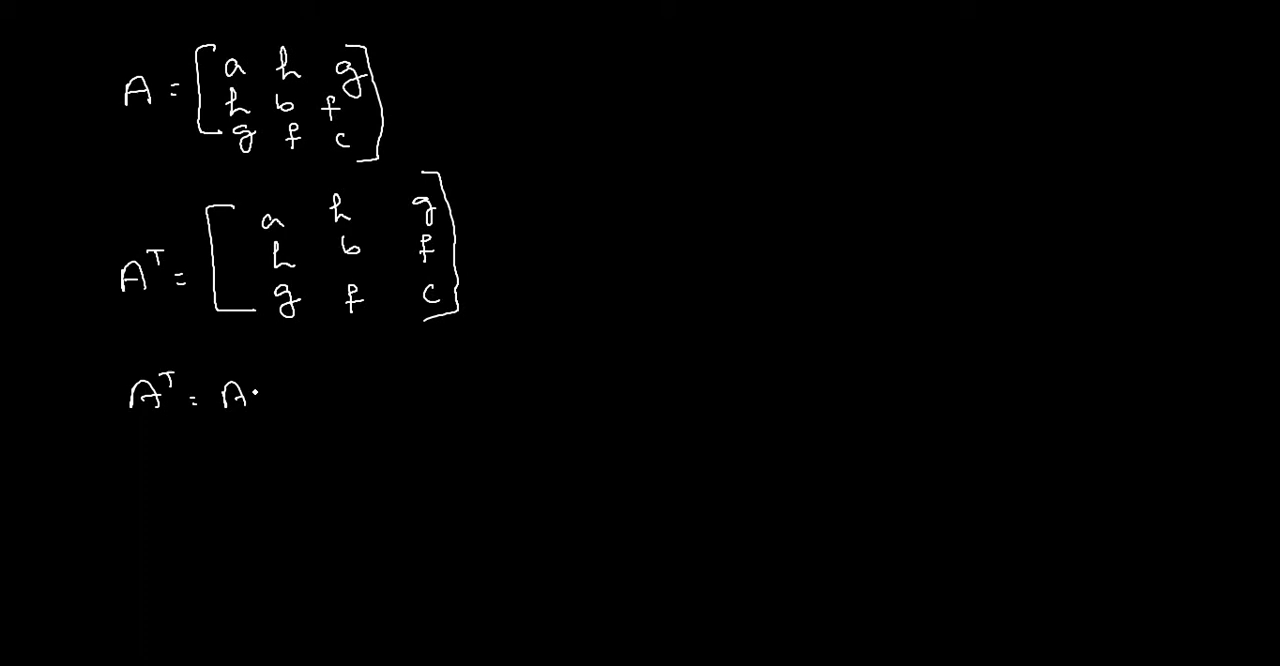 A = [ a h g
h b f
g f c ]
A^T = [ a h g
h b f
g f c ]
A^T = A.